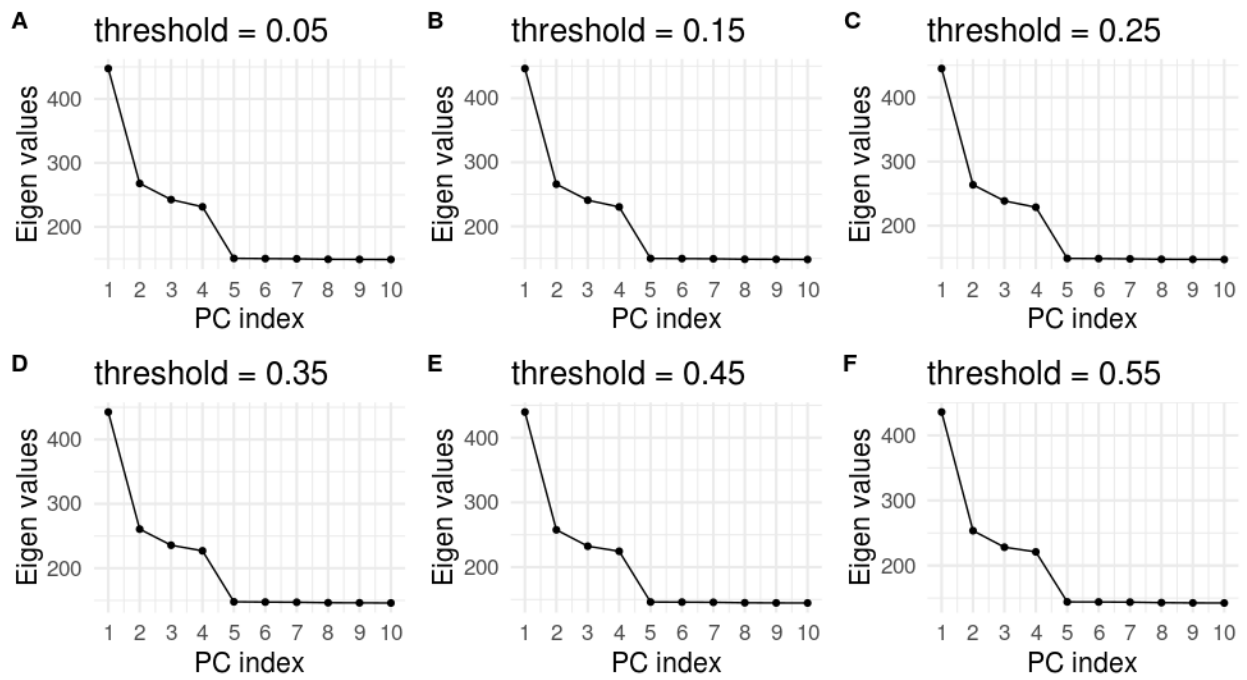 A threshold = 0.05
Eigen values
400
300
200
1 2 3 4 5 6 7 8 9 10
PC index
B threshold = 0.15
Eigen values
400
300
200
1 2 3 4 5 6 7 8 9 10
PC index
C threshold = 0.25
Eigen values
400
300
200
1 2 3 4 5 6 7 8 9 10
PC index
D threshold = 0.35
Eigen values
400
300
200
1 2 3 4 5 6 7 8 9 10
PC index
E threshold = 0.45
Eigen values
400
300
200
1 2 3 4 5 6 7 8 9 10
PC index
F threshold = 0.55
Eigen values
400
300
200
1 2 3 4 5 6 7 8 9 10
PC index